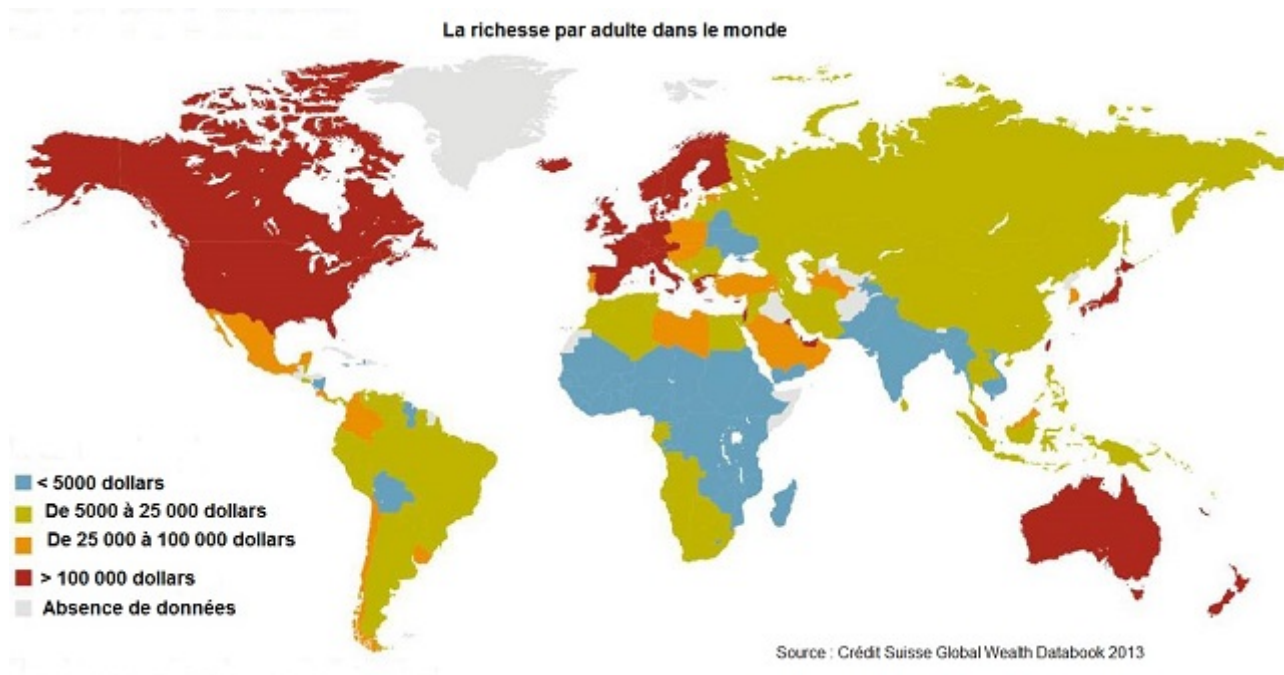 La richesse par adulte dans le monde
< 5000 dollars
De 5000 à 25 000 dollars
De 25 000 à 100 000 dollars
> 100 000 dollars
Absence de données
Source : Crédit Suisse Global Wealth Databook 2013